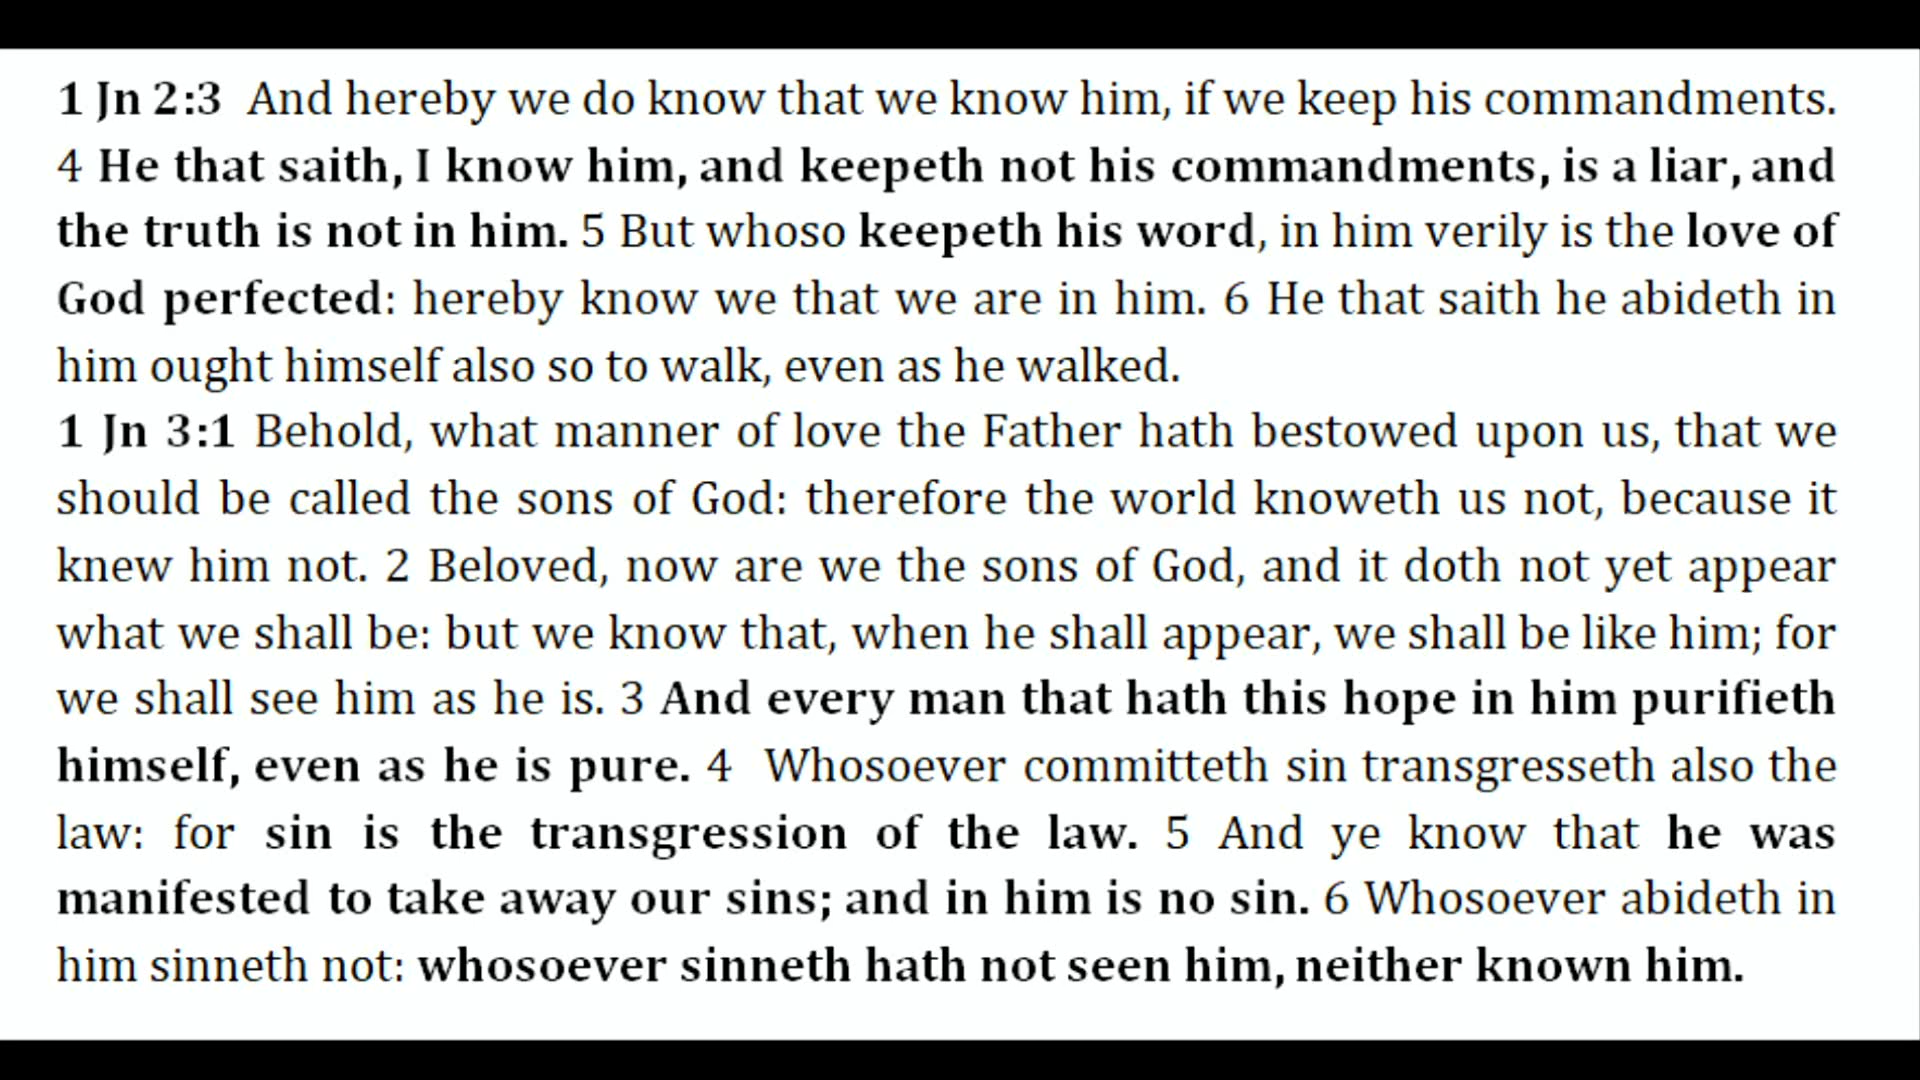 1 Jn 2:3 And hereby we do know that we know him, if we keep his commandments.
4 He that saith, I know him, and keepeth not his commandments, is a liar, and
the truth is not in him. 5 But whoso keepeth his word, in him verily is the love of
God perfected: hereby know we that we are in him. 6 He that saith he abideth in
him ought himself also so to walk, even as he walked.
1 Jn 3:1 Behold, what manner of love the Father hath bestowed upon us, that we
should be called the sons of God: therefore the world knoweth us not, because it
knew him not. 2 Beloved, now are we the sons of God, and it doth not yet appear
what we shall be: but we know that, when he shall appear, we shall be like him; for
we shall see him as he is. 3 And every man that hath this hope in him purifieth
himself, even as he is pure. 4 Whosoever committeth sin transgresseth also the
law: for sin is the transgression of the law. 5 And ye know that he was
manifested to take away our sins; and in him is no sin. 6 Whosoever abideth in
him sinneth not: whosoever sinneth hath not seen him, neither known him.